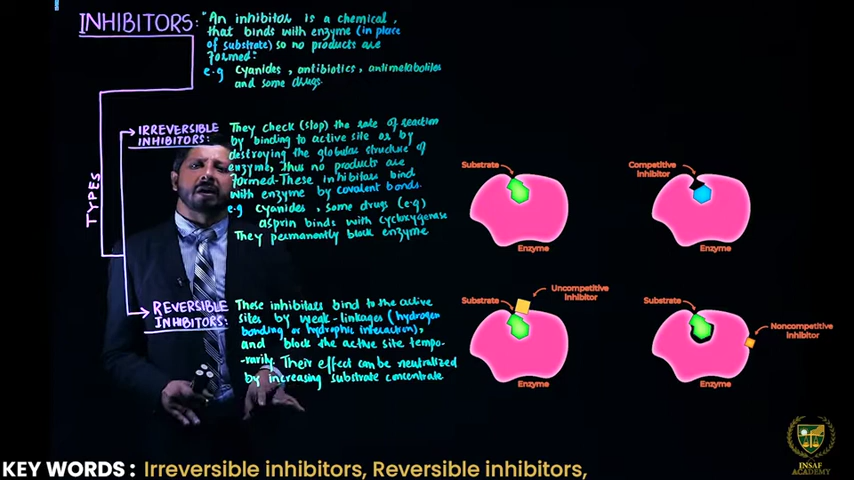 INHIBITORS: "An inhibitor is a chemical,
that binds with enzyme (in place
of substrate) so no products are
formed:
e.g cyanides, antibiotics, antimetabolites
and some drugs.
TYPES
IRREVERSIBLE
INHIBITORS:
They check (stop) the rate of reaction
by binding to active site or by
destroying the globular structure of
enzyme, thus no products are
formed-These inhibitors bind
with enzyme by covalent bonds.
e.g cyanides, some drugs (e.g)
asprin binds with cycloxygenase
They permanently block enzyme
REVERSIBLE
INHIBITORS:
These inhibitors bind to the active
sites by weak-linkages (hydrogen
bonding or hydrophic interaction),
and block the active site tempo-
-rarily. Their effect can be neutralized
by increasing substrate concentrate
Substrate
Enzyme
Competitive
inhibitor
Enzyme
Substrate
Uncompetitive
inhibitor
Enzyme
Substrate
Noncompetitive
inhibitor
Enzyme
INSAF
ACADEMY
KEY WORDS : Irreversible inhibitors, Reversible inhibitors,